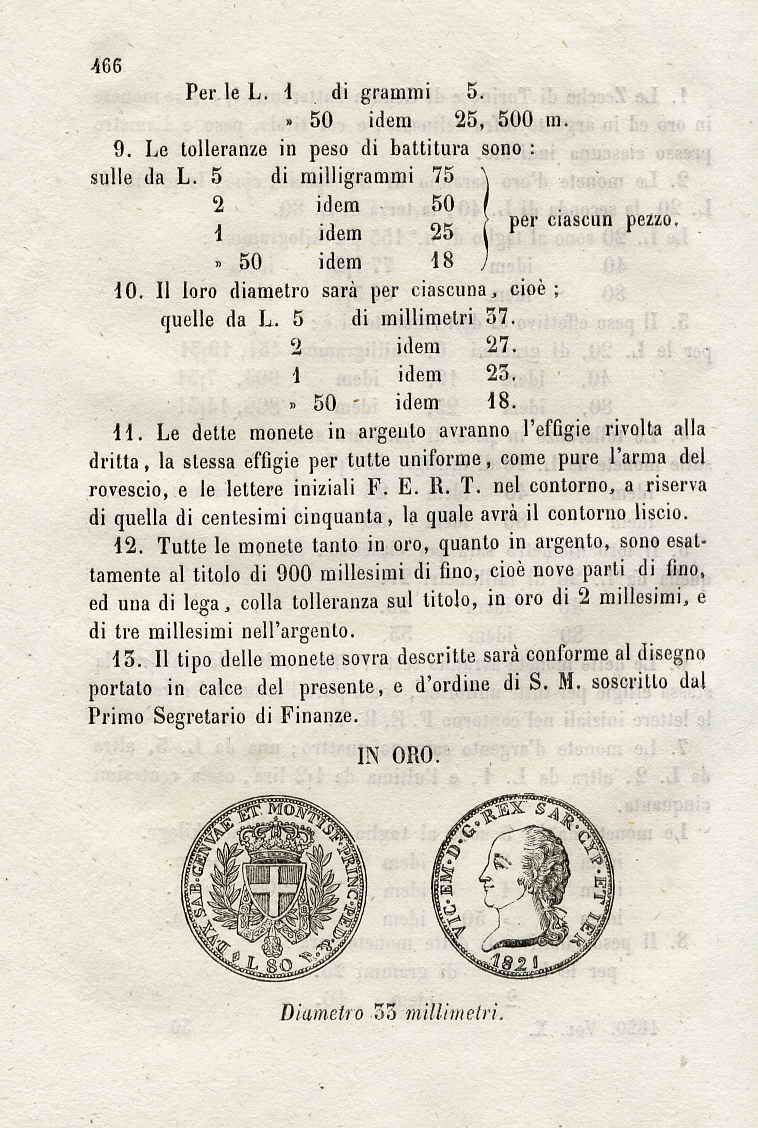 466
Per le L. 1 di grammi 5.
» 50 idem 25, 500 m.
9. Le tolleranze in peso di battitura sono :
sulle da L. 5 di milligrammi 75
2 idem 50
1 idem 25
» 50 idem 18
per ciascun pezzo.
10. Il loro diametro sarà per ciascuna, cioè ;
quelle da L. 5 di millimetri 37.
2 idem 27.
1 idem 23.
» 50 idem 18.
11. Le dette monete in argento avranno l'effigie rivolta alla
dritta, la stessa effigie per tutte uniforme, come pure l'arma del
rovescio, e le lettere iniziali F. E. R. T. nel contorno, a riserva
di quella di centesimi cinquanta, la quale avrà il contorno liscio.
12. Tutte le monete tanto in oro, quanto in argento, sono esat-
tamente al titolo di 900 millesimi di fino, cioè nove parti di fino,
ed una di lega, colla tolleranza sul titolo, in oro di 2 millesimi, e
di tre millesimi nell'argento.
13. Il tipo delle monete sovra descritte sarà conforme al disegno
portato in calce del presente, e d'ordine di S. M. soscritto dal
Primo Segretario di Finanze.
IN ORO.
DVX·SAB·GENVAE ET·MONTISF·PRINC·PED·&·
L 80
VIC·EM·D·G·REX SAR·CYP·ET IER
1821
Diametro 33 millimetri.